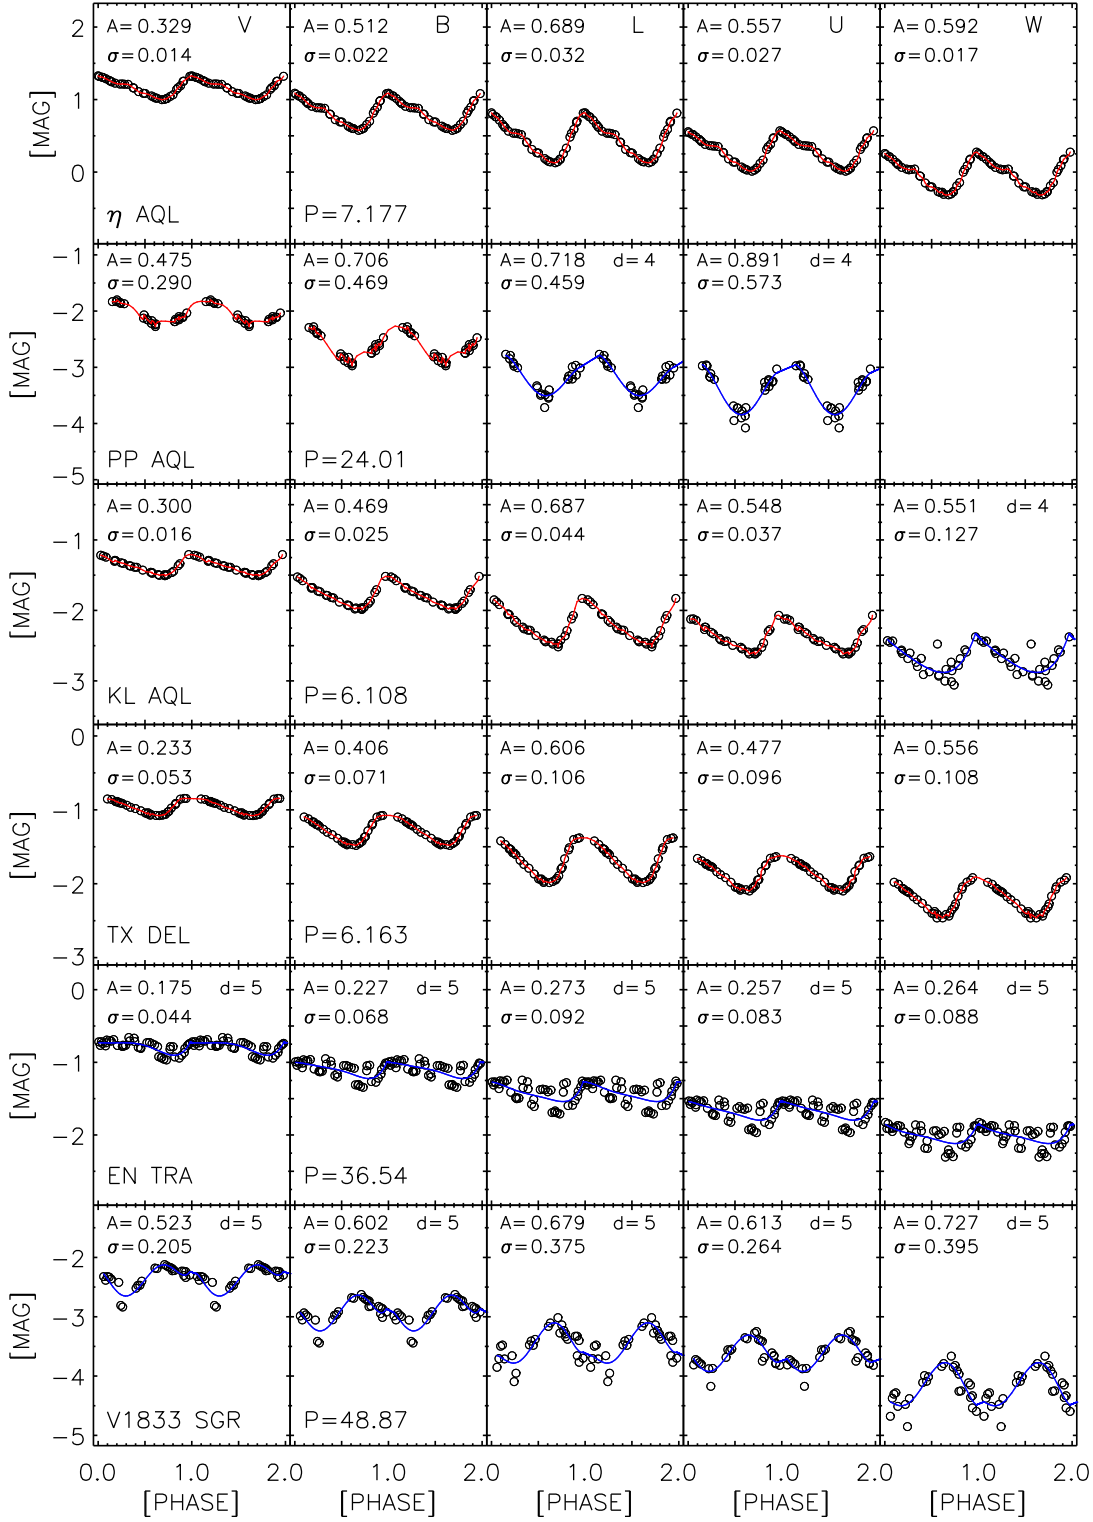 A=0.329 V A=0.512 B A=0.689 L A=0.557 U A=0.592 W
σ=0.014 σ=0.022 σ=0.032 σ=0.027 σ=0.017
2
1
0
[MAG]
η AQL P=7.177
A=0.475 A=0.706 A=0.718 d=4 A=0.891 d=4
σ=0.290 σ=0.469 σ=0.459 σ=0.573
−1
−2
−3
−4
−5
[MAG]
PP AQL P=24.01
A=0.300 A=0.469 A=0.687 A=0.548 A=0.551 d=4
σ=0.016 σ=0.025 σ=0.044 σ=0.037 σ=0.127
−1
−2
−3
[MAG]
KL AQL P=6.108
A=0.233 A=0.406 A=0.606 A=0.477 A=0.556
σ=0.053 σ=0.071 σ=0.106 σ=0.096 σ=0.108
0
−1
−2
−3
[MAG]
TX DEL P=6.163
A=0.175 d=5 A=0.227 d=5 A=0.273 d=5 A=0.257 d=5 A=0.264 d=5
σ=0.044 σ=0.068 σ=0.092 σ=0.083 σ=0.088
0
−1
−2
[MAG]
EN TRA P=36.54
A=0.523 d=5 A=0.602 d=5 A=0.679 d=5 A=0.613 d=5 A=0.727 d=5
σ=0.205 σ=0.223 σ=0.375 σ=0.264 σ=0.395
−2
−3
−4
−5
[MAG]
V1833 SGR P=48.87
0.0 1.0 2.0 1.0 2.0 1.0 2.0 1.0 2.0 1.0 2.0
[PHASE] [PHASE] [PHASE] [PHASE] [PHASE]